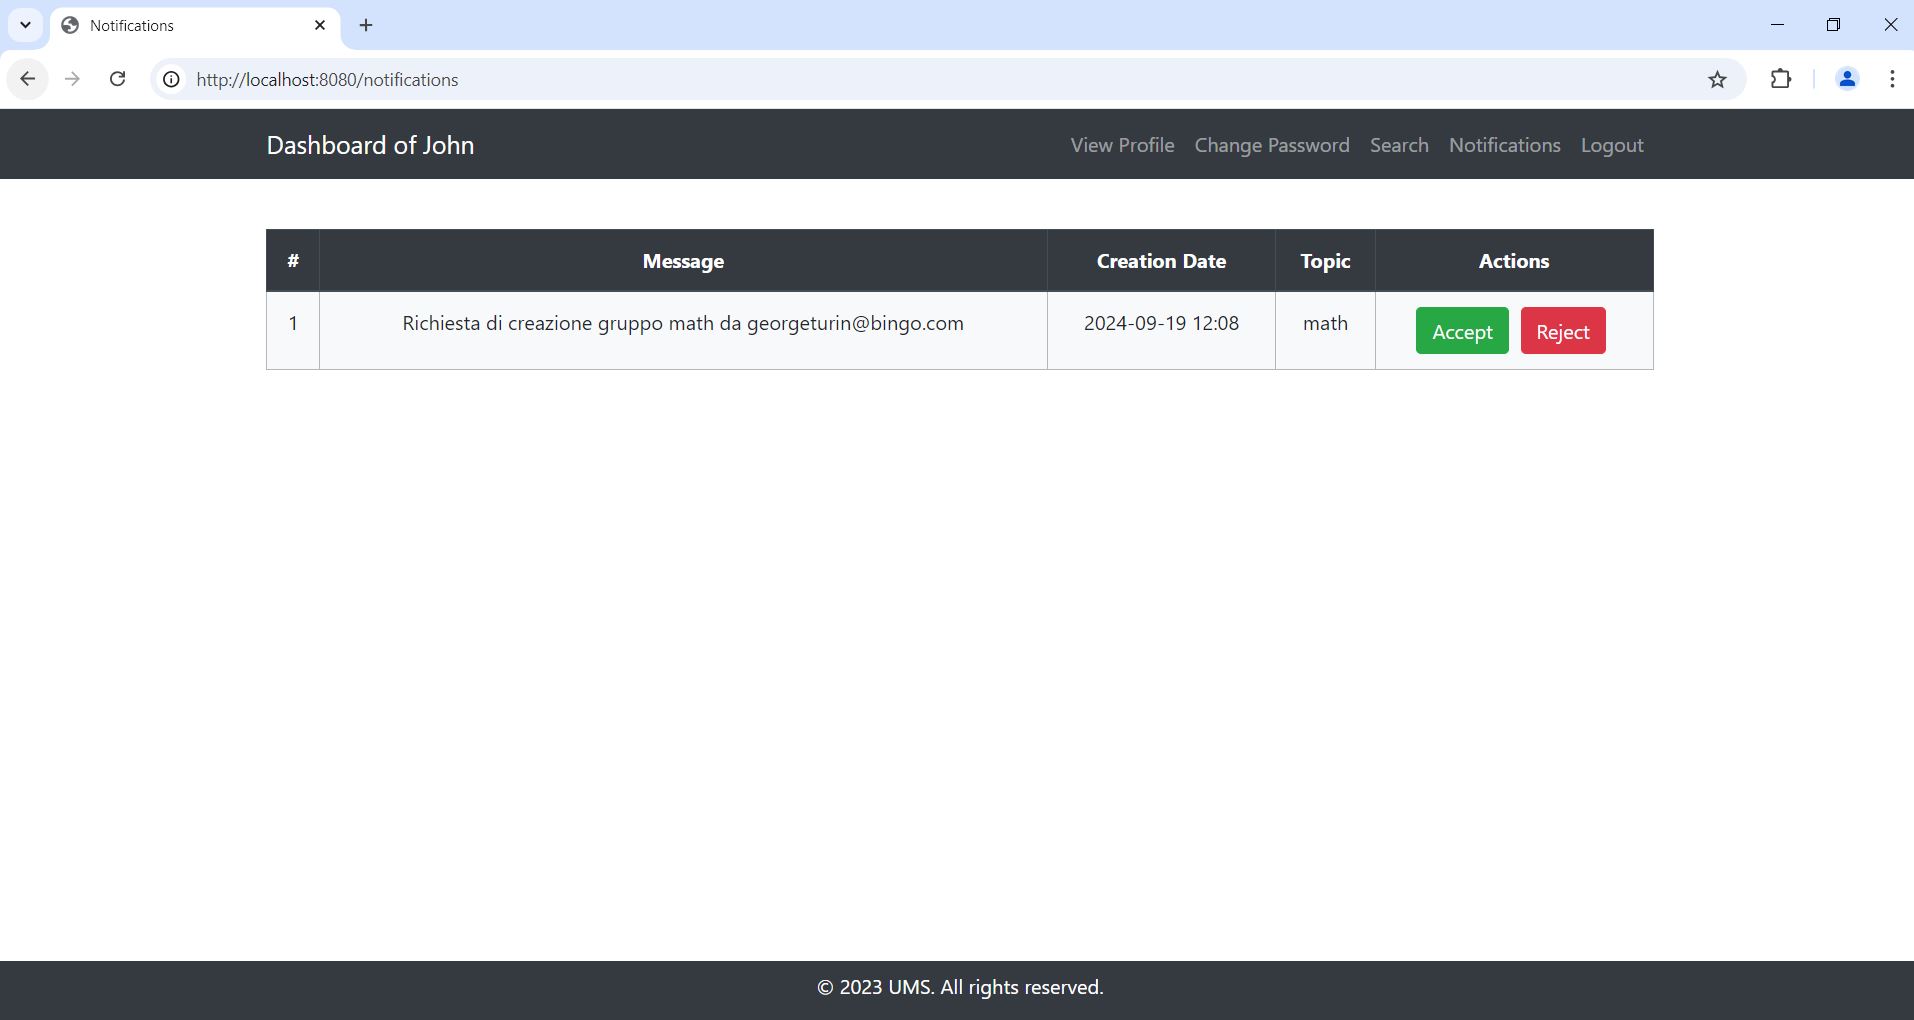 Notifications
http://localhost:8080/notifications
Dashboard of John View Profile Change Password Search Notifications Logout
# Message Creation Date Topic Actions
1 Richiesta di creazione gruppo math da georgeturin@bingo.com 2024-09-19 12:08 math Accept Reject
© 2023 UMS. All rights reserved.